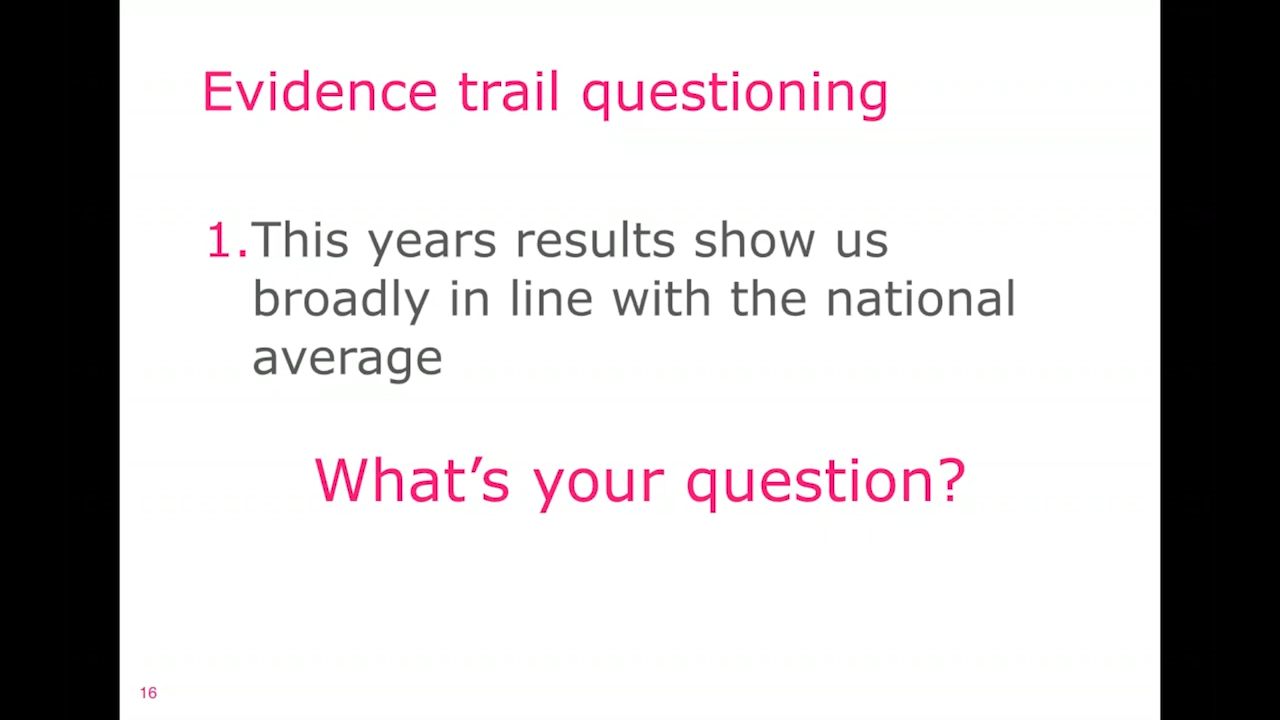 Evidence trail questioning
1.This years results show us
broadly in line with the national
average
What’s your question?
16